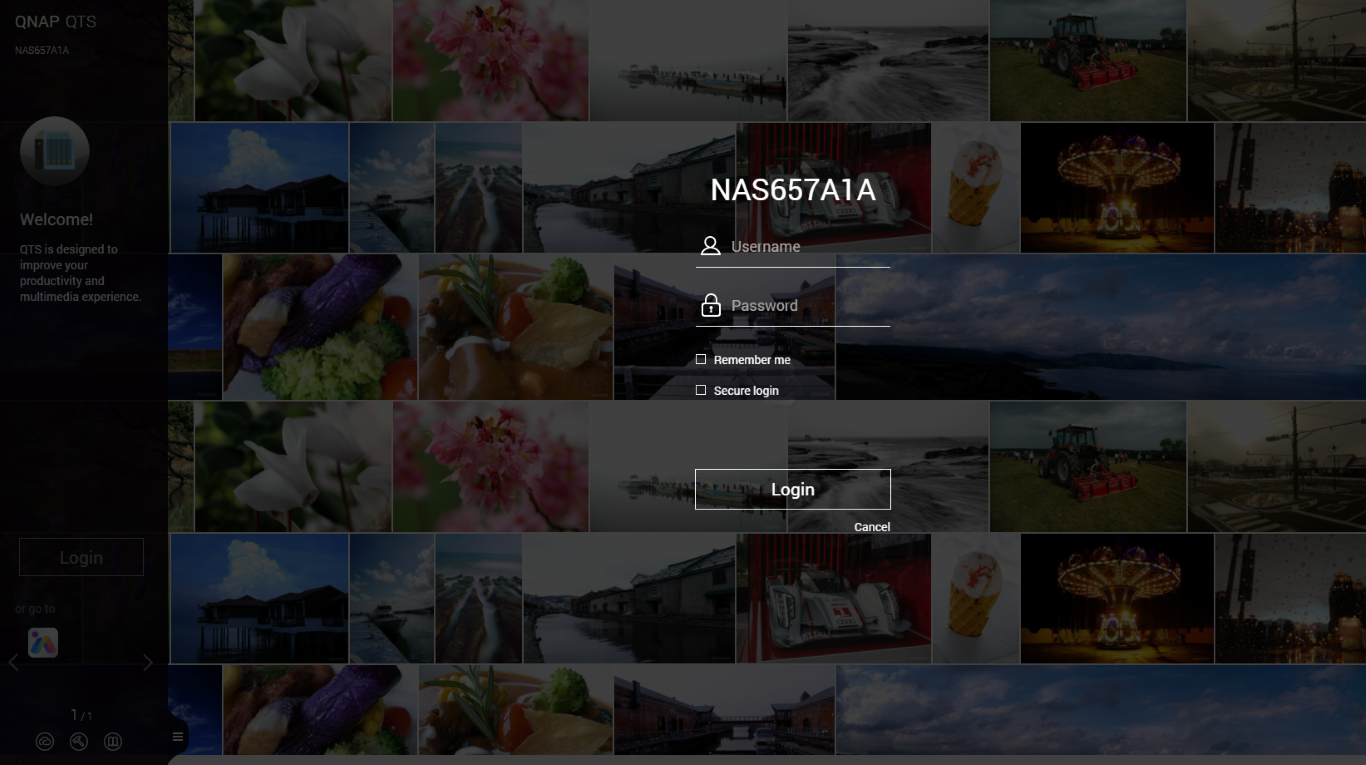 QNAP QTS
NAS657A1A
Welcome!
QTS is designed to
improve your
productivity and
multimedia experience.
Login
or go to
1 / 1
NAS657A1A
Username
Password
Remember me
Secure login
Login
Cancel